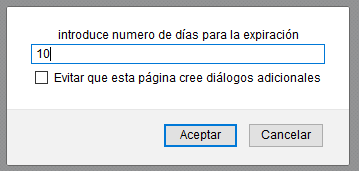 introduce numero de días para la expiración
10
Evitar que esta página cree diálogos adicionales
Aceptar Cancelar